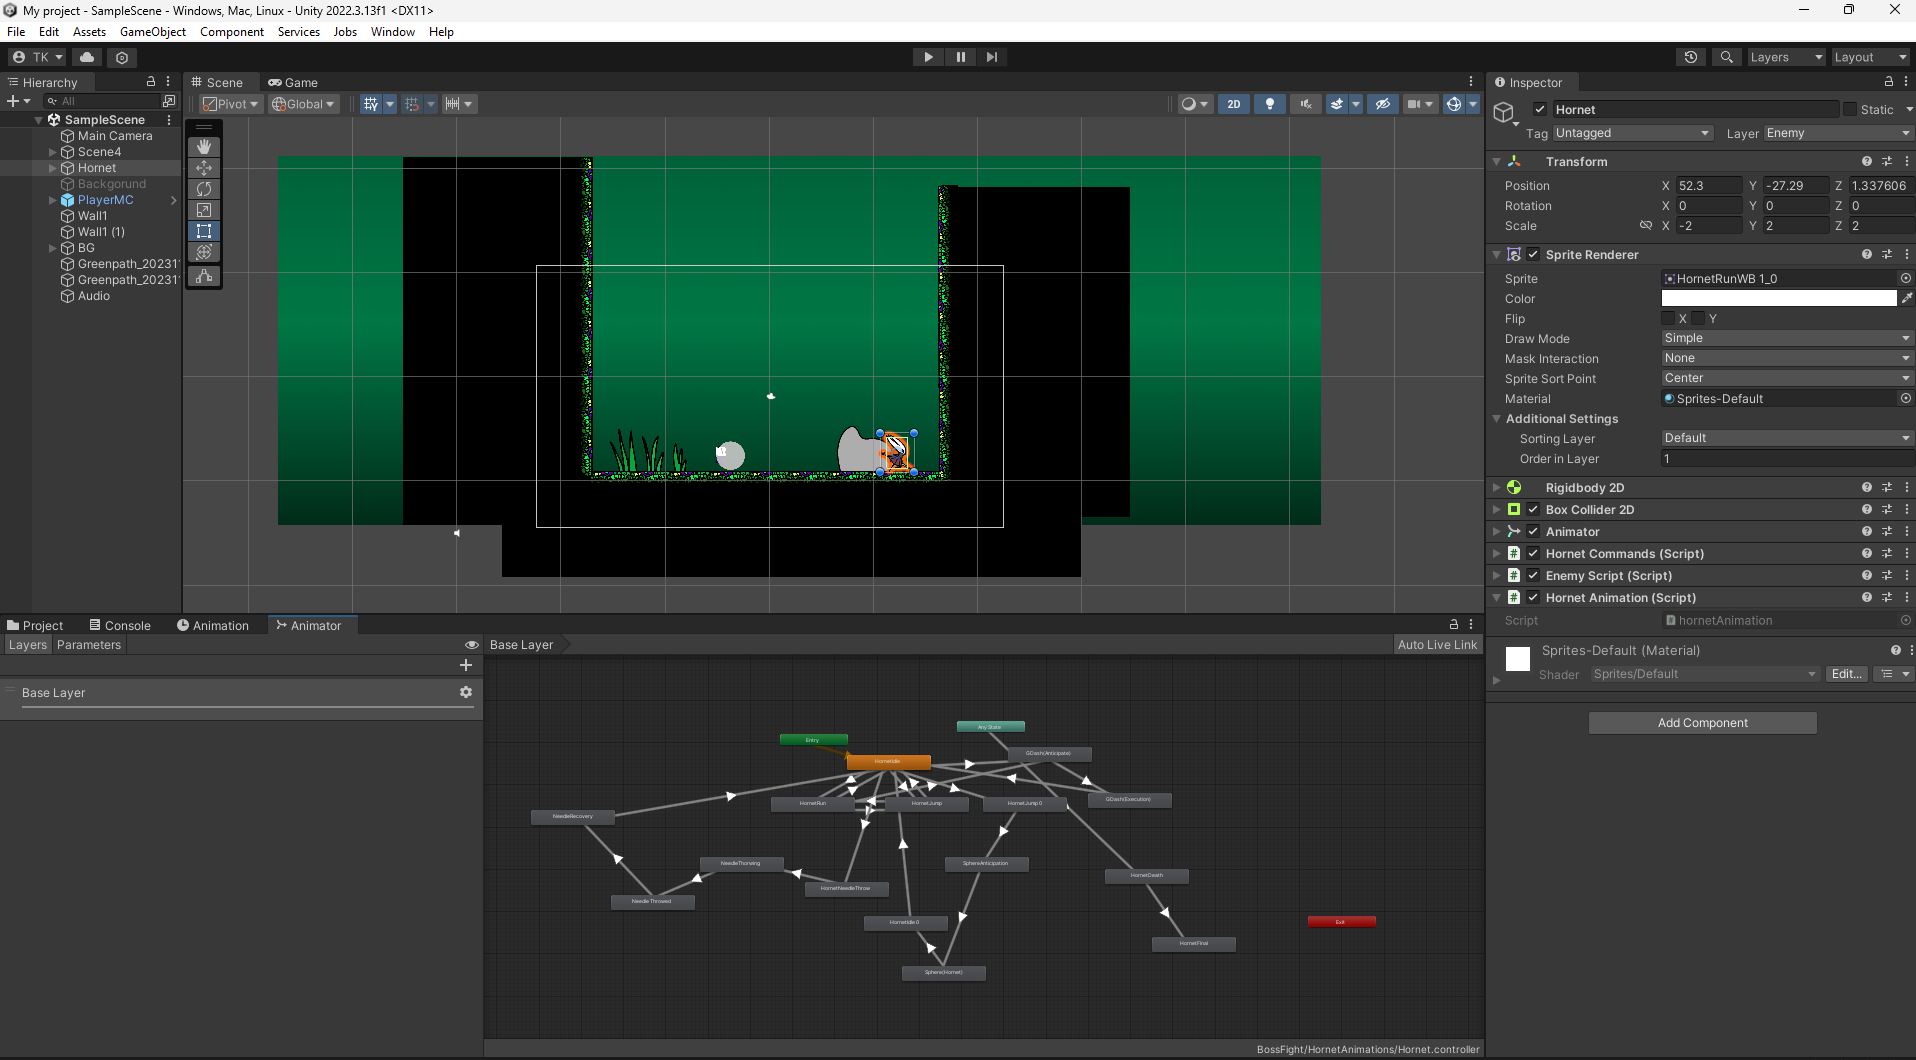 My project - SampleScene - Windows, Mac, Linux - Unity 2022.3.13f1 <DX11>
File Edit Assets GameObject Component Services Jobs Window Help
TK Layers Layout
Hierarchy
All
SampleScene
Main Camera
Scene4
Hornet
Backgorund
PlayerMC
Wall1
Wall1 (1)
BG
Greenpath_20231
Greenpath_20231
Audio
Scene Game
Pivot Global 2D
Inspector
Hornet Static
Tag Untagged Layer Enemy
Transform
Position X 52.3 Y -27.29 Z 1.337606
Rotation X 0 Y 0 Z 0
Scale X -2 Y 2 Z 2
Sprite Renderer
Sprite HornetRunWB 1_0
Color
Flip X Y
Draw Mode Simple
Mask Interaction None
Sprite Sort Point Center
Material Sprites-Default
Additional Settings
Sorting Layer Default
Order in Layer 1
Rigidbody 2D
Box Collider 2D
Animator
Hornet Commands (Script)
Enemy Script (Script)
Hornet Animation (Script)
Script hornetAnimation
Sprites-Default (Material)
Shader Sprites/Default Edit...
Add Component
Project Console Animation Animator
Layers Parameters Base Layer Auto Live Link
Base Layer
Any State
Entry
GDash(Anticipate)
HornetIdle
GDash(Execution)
HornetRun HornetJump HornetJump 0
NeedleRecovery
NeedleThorwing SphereAnticipation
HornetDeath
HornetNeedleThrow
Needle Throwed
HornetIdle 0 Exit
HornetFinal
Sphere(Hornet)
BossFight/HornetAnimations/Hornet.controller